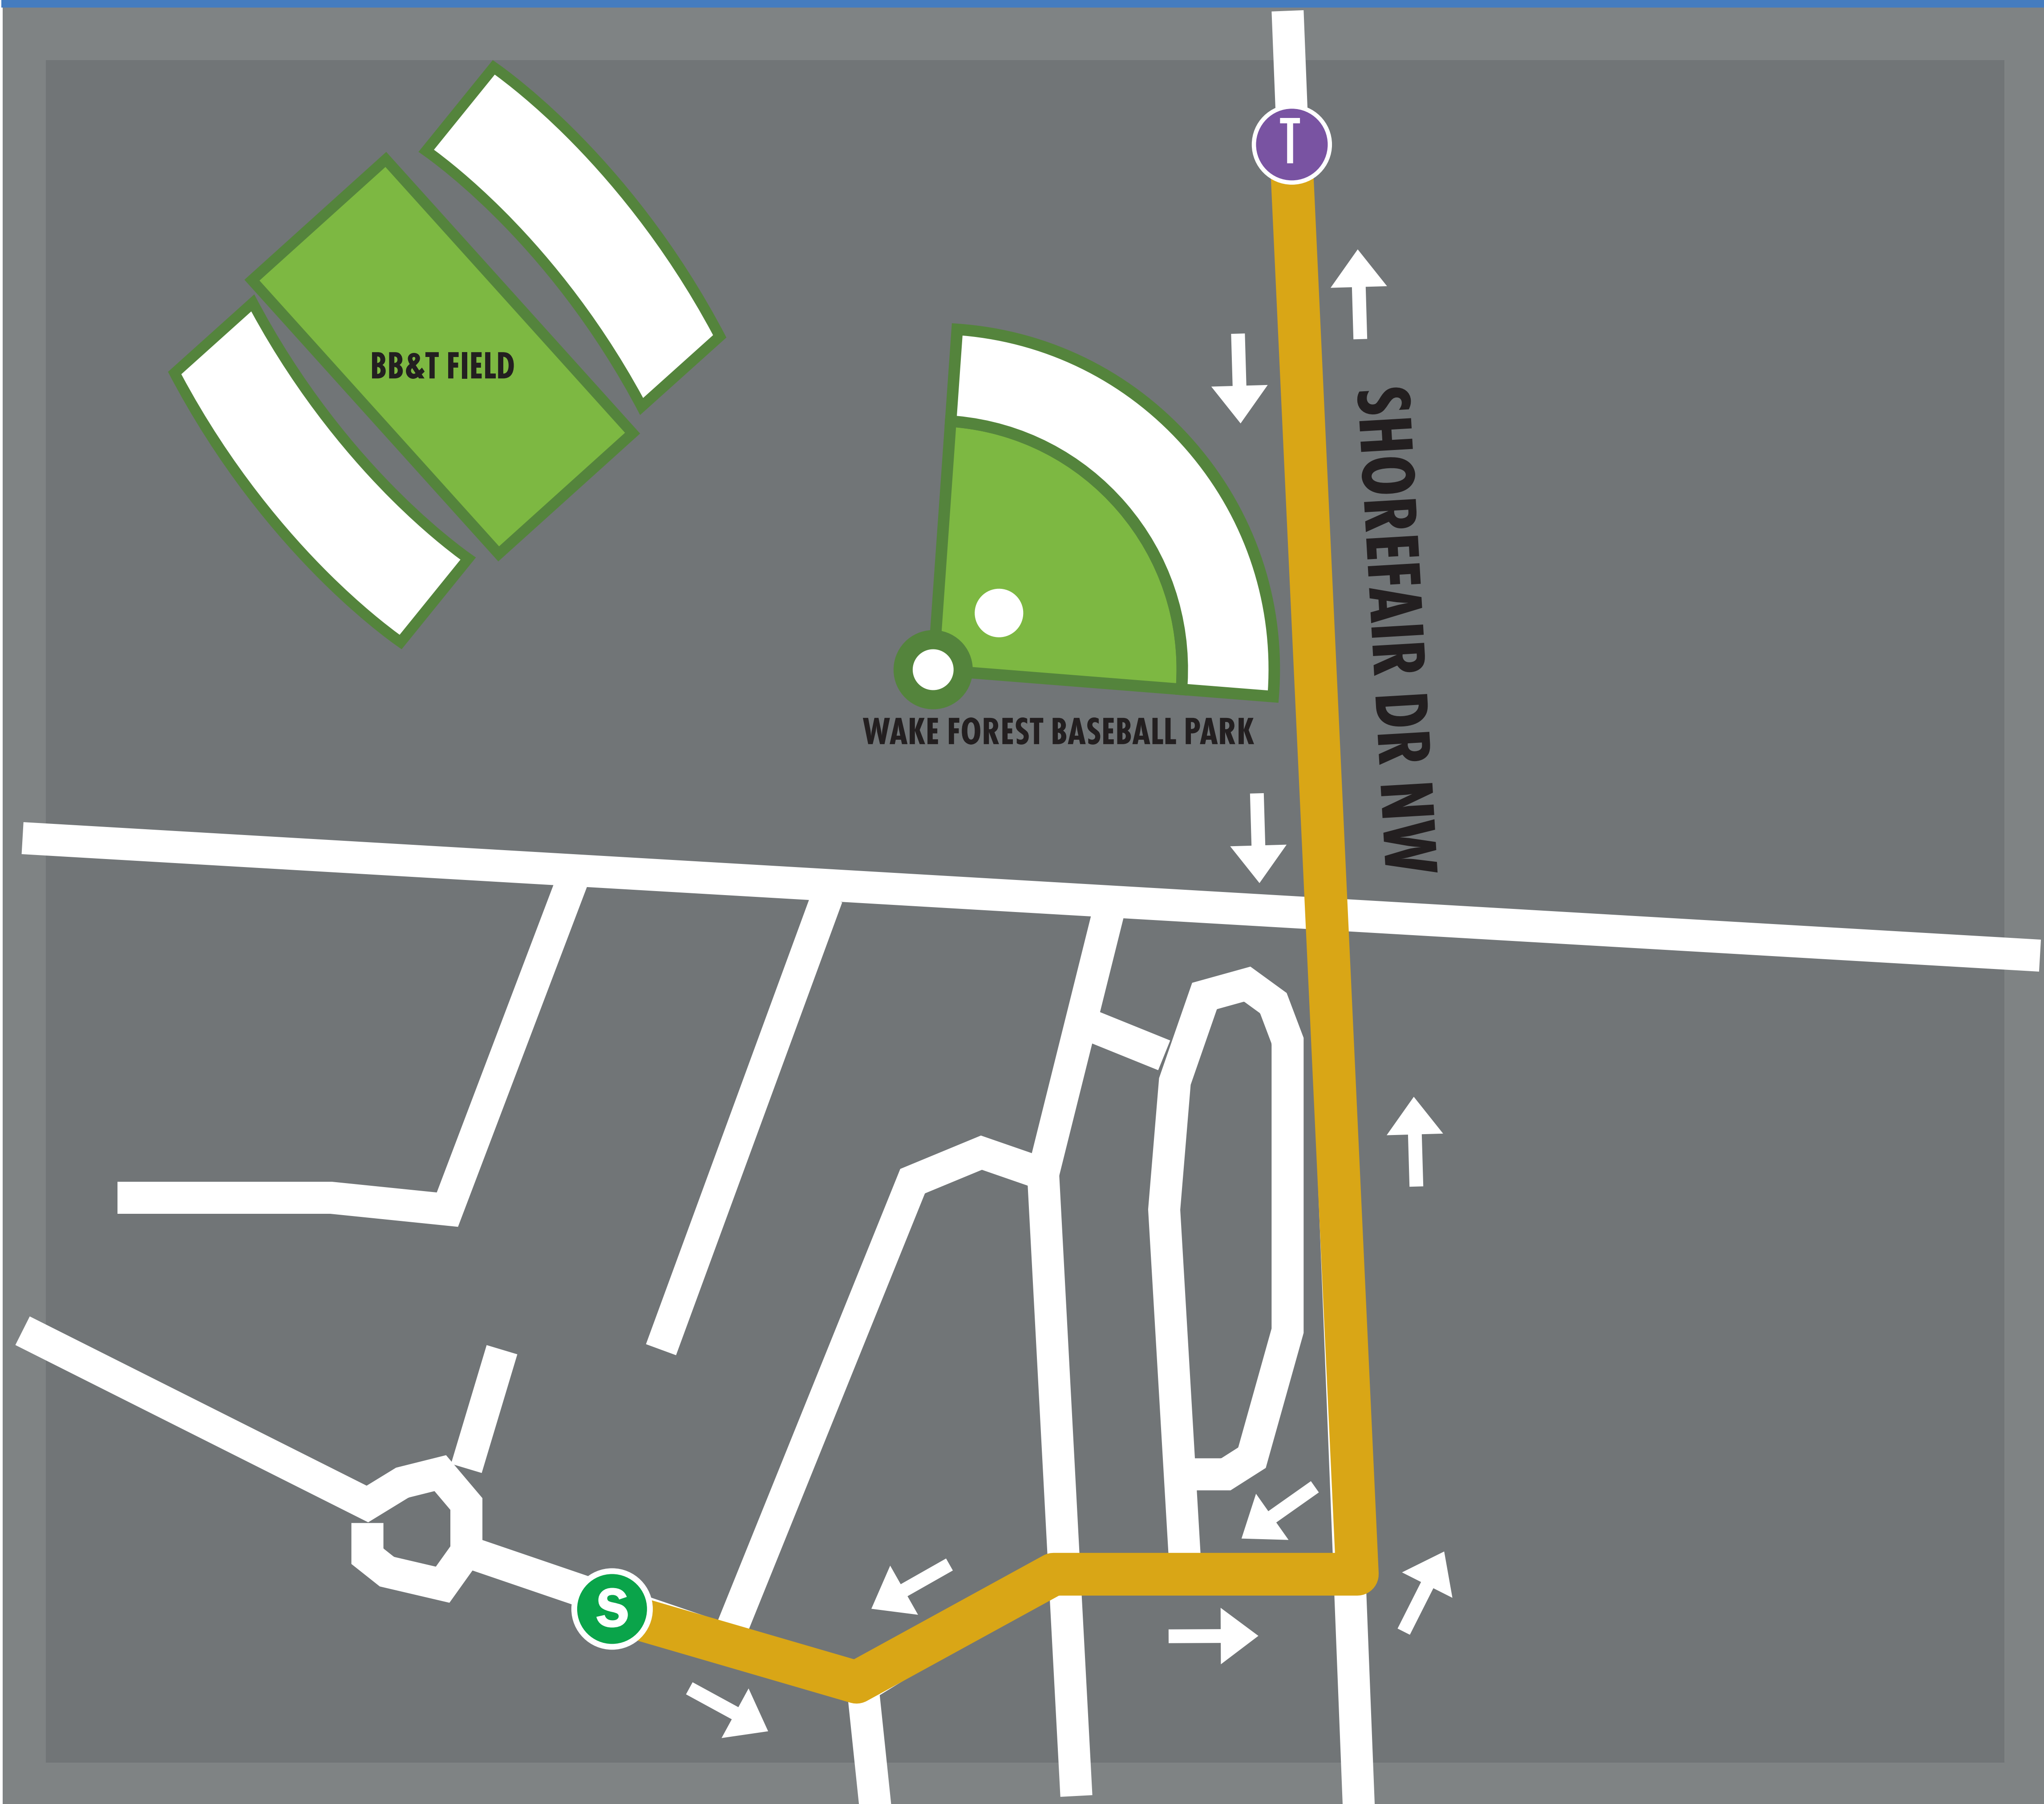 T
BB&T FIELD
SHOREFAIR DR NW
WAKE FOREST BASEBALL PARK
S